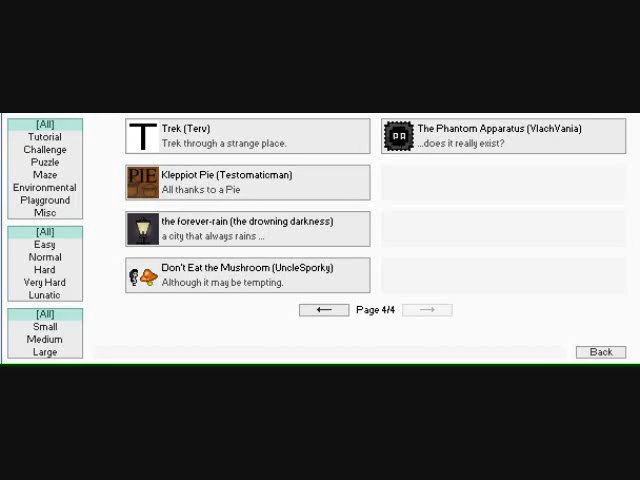 [All]
Tutorial
Challenge
Puzzle
Maze
Environmental
Playground
Misc
[All]
Easy
Normal
Hard
Very Hard
Lunatic
[All]
Small
Medium
Large
T
Trek (Terv)
Trek through a strange place.
The Phantom Apparatus (VlachVania)
...does it really exist?
PIE
Kleppiot Pie (Testomaticman)
All thanks to a Pie
the forever-rain (the drowning darkness)
a city that always rains ...
Don't Eat the Mushroom (UncleSporky)
Although it may be tempting.
Page 4/4
Back